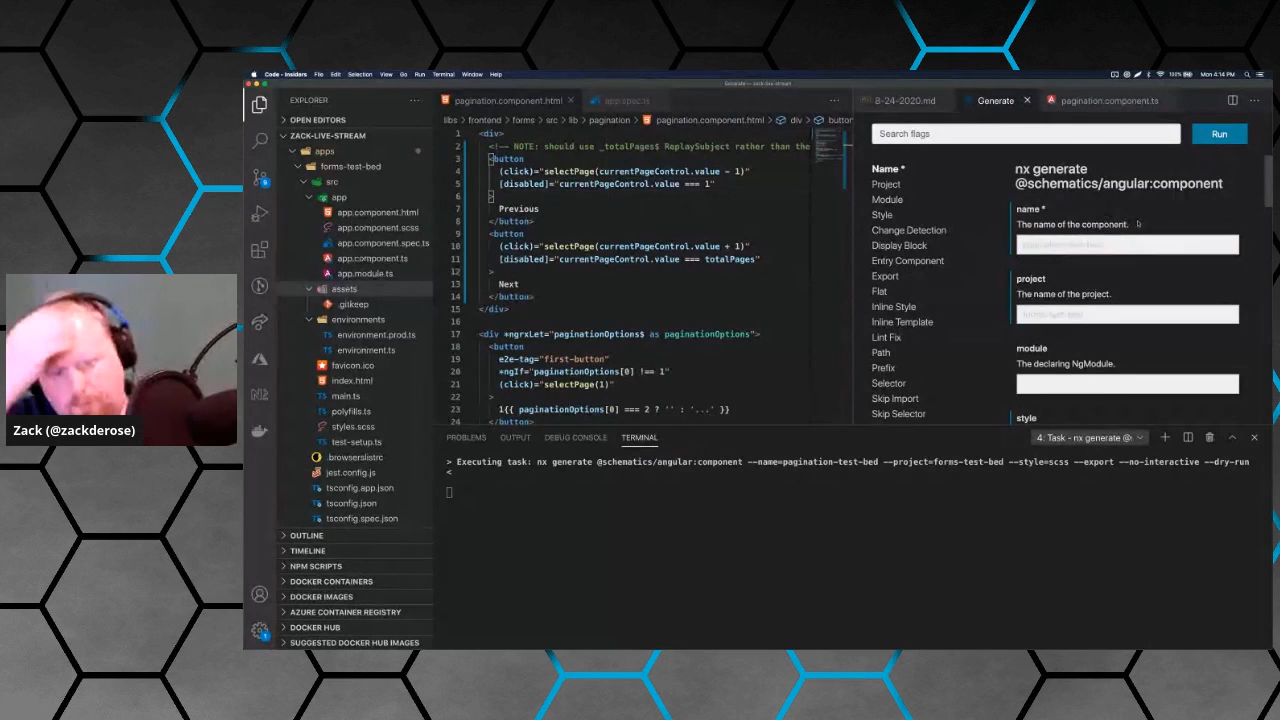 Code - Insiders File Edit Selection View Go Run Terminal Window Help
100% Mon 4:14 PM
EXPLORER
OPEN EDITORS
ZACK-LIVE-STREAM
apps
forms-test-bed
src
app
app.component.html
app.component.scss
app.component.spec.ts
app.component.ts
app.module.ts
assets
.gitkeep
environments
environment.prod.ts
environment.ts
favicon.ico
index.html
main.ts
polyfills.ts
styles.scss
test-setup.ts
.browserslistrc
jest.config.js
tsconfig.app.json
tsconfig.json
tsconfig.spec.json
OUTLINE
TIMELINE
NPM SCRIPTS
DOCKER CONTAINERS
DOCKER IMAGES
AZURE CONTAINER REGISTRY
DOCKER HUB
SUGGESTED DOCKER HUB IMAGES
pagination.component.html app.spec.ts
libs > frontend > forms > src > lib > pagination > pagination.component.html > div > button
1 <div>
2 <!-- NOTE: should use _totalPages$ ReplaySubject rather than the
3 <button
4 (click)="selectPage(currentPageControl.value - 1)"
5 [disabled]="currentPageControl.value === 1"
6 >
7 Previous
8 </button>
9 <button
10 (click)="selectPage(currentPageControl.value + 1)"
11 [disabled]="currentPageControl.value === totalPages"
12 >
13 Next
14 </button>
15 </div>
16
17 <div *ngrxLet="paginationOptions$ as paginationOptions">
18 <button
19 e2e-tag="first-button"
20 *ngIf="paginationOptions[0] !== 1"
21 (click)="selectPage(1)"
22 >
23 1{{ paginationOptions[0] === 2 ? '' : '...' }}
24 </button>
8-24-2020.md Generate pagination.component.ts
Search flags
Run
Name *
Project
Module
Style
Change Detection
Display Block
Entry Component
Export
Flat
Inline Style
Inline Template
Lint Fix
Path
Prefix
Selector
Skip Import
Skip Selector
nx generate
@schematics/angular:component
name *
The name of the component.
pagination-test-bed
project
The name of the project.
forms-test-bed
module
The declaring NgModule.
style
PROBLEMS OUTPUT DEBUG CONSOLE TERMINAL
4: Task - nx generate @
> Executing task: nx generate @schematics/angular:component --name=pagination-test-bed --project=forms-test-bed --style=scss --export --no-interactive --dry-run
<
Zack (@zackderose)